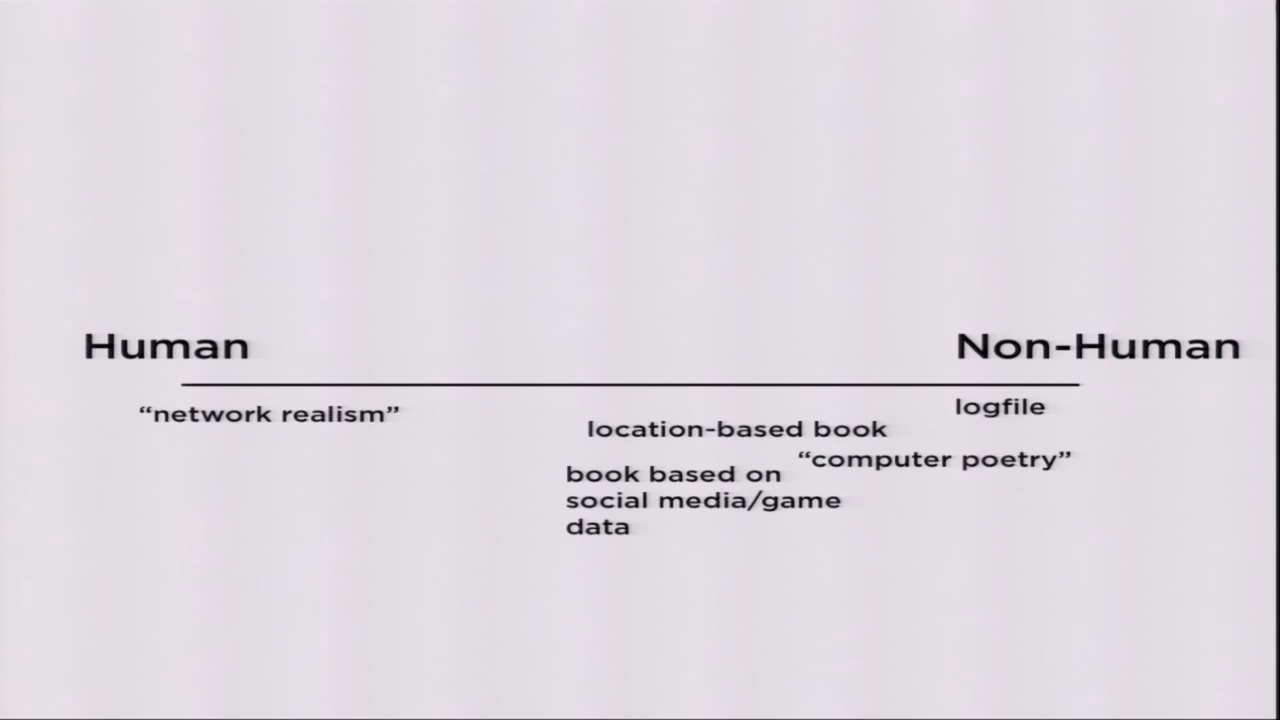 Human
Non-Human
“network realism”
logfile
location-based book
“computer poetry”
book based on
social media/game
data